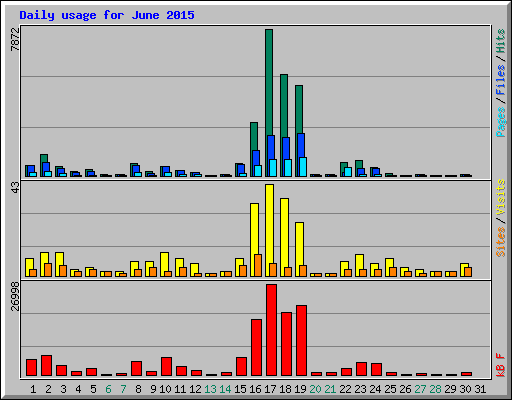 Daily usage for June 2015
7872
43
26998
Pages/Files/Hits
Sites/Visits
kB F
1 2 3 4 5 6 7 8 9 10 11 12 13 14 15 16 17 18 19 20 21 22 23 24 25 26 27 28 29 30 31